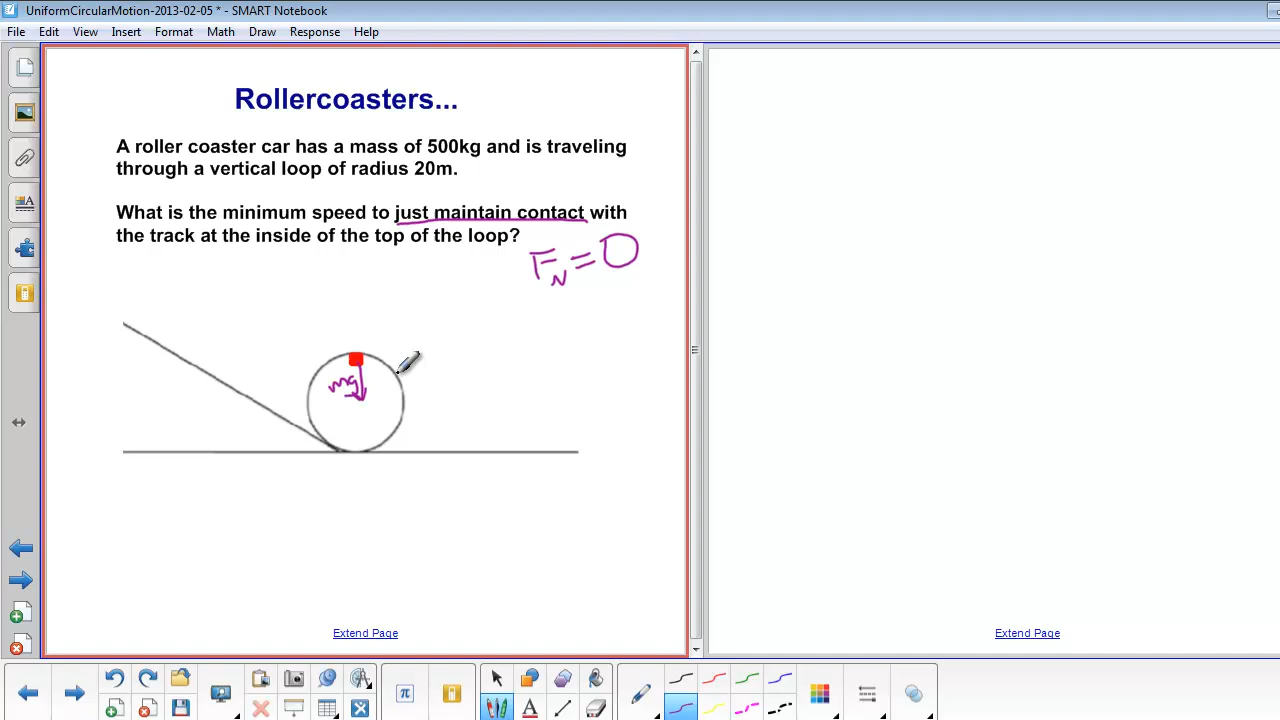 UniformCircularMotion-2013-02-05 * - SMART Notebook
File Edit View Insert Format Math Draw Response Help
Rollercoasters...
A roller coaster car has a mass of 500kg and is traveling
through a vertical loop of radius 20m.
What is the minimum speed to just maintain contact with
the track at the inside of the top of the loop?
F_N = 0
mg
Extend Page
Extend Page